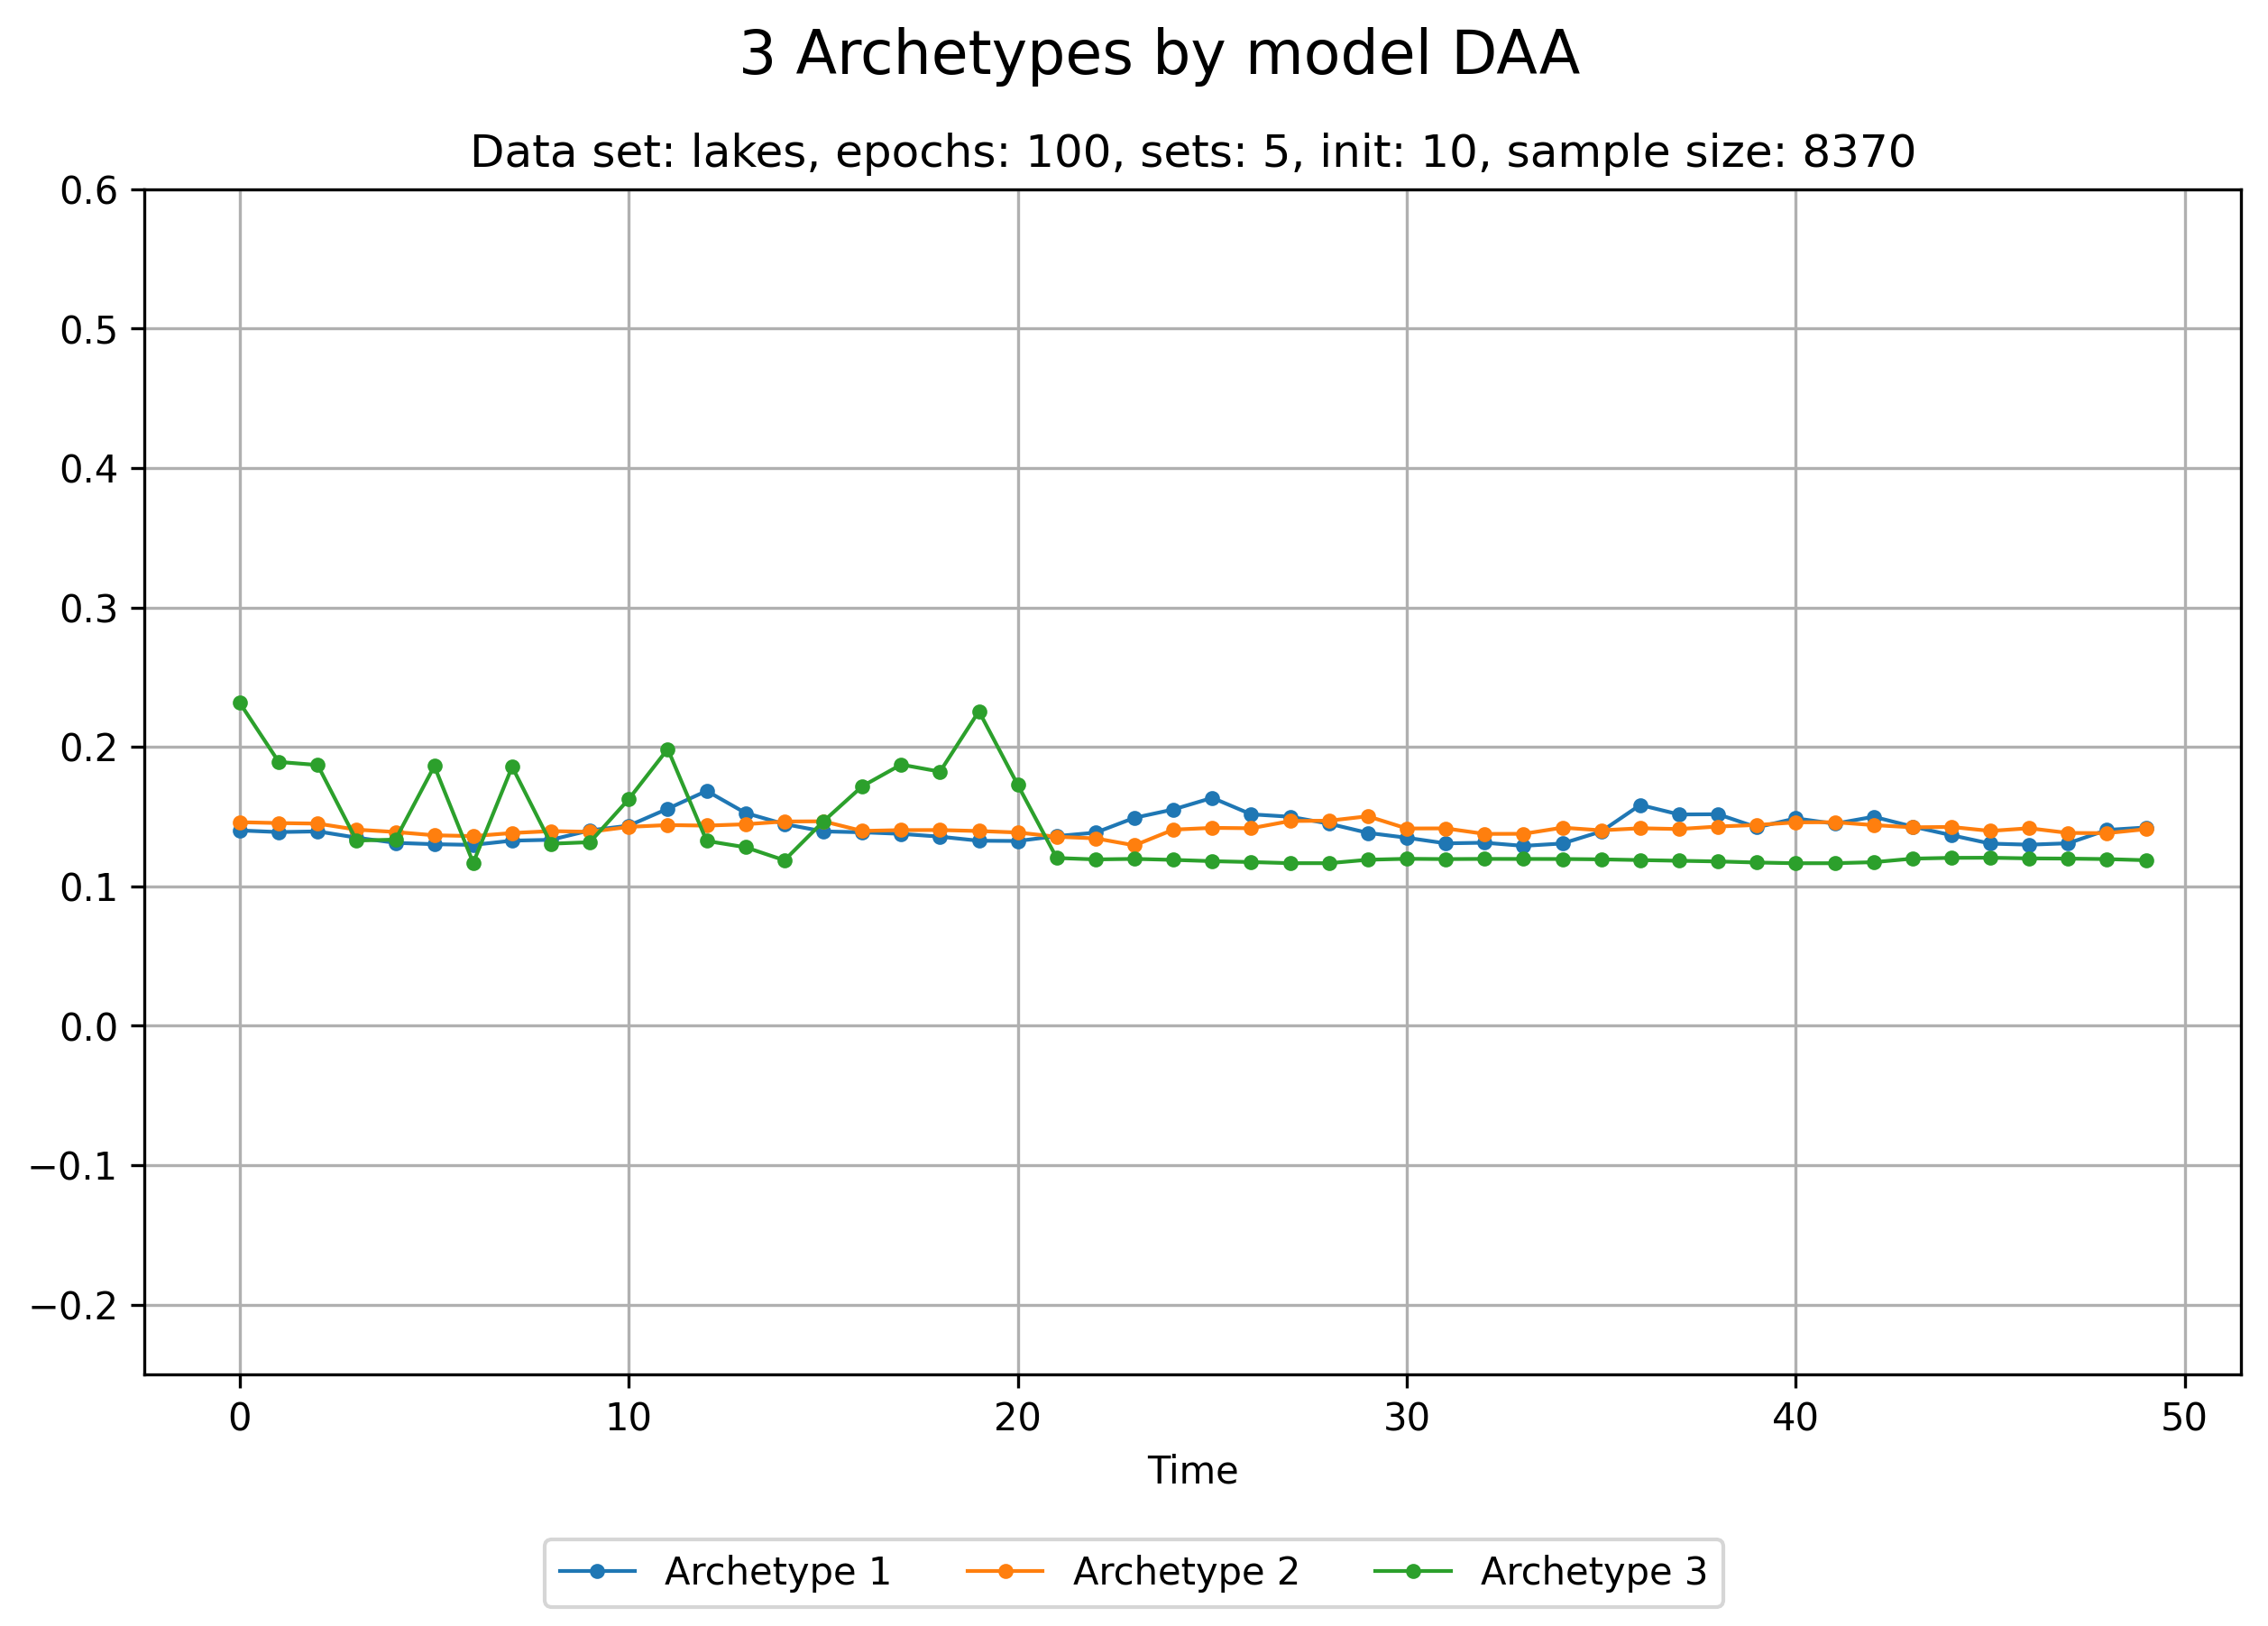 3 Archetypes by model DAA
Data set: lakes, epochs: 100, sets: 5, init: 10, sample size: 8370
0.6
0.5
0.4
0.3
0.2
0.1
0.0
−0.1
−0.2
0 10 20 30 40 50
Time
Archetype 1 Archetype 2 Archetype 3